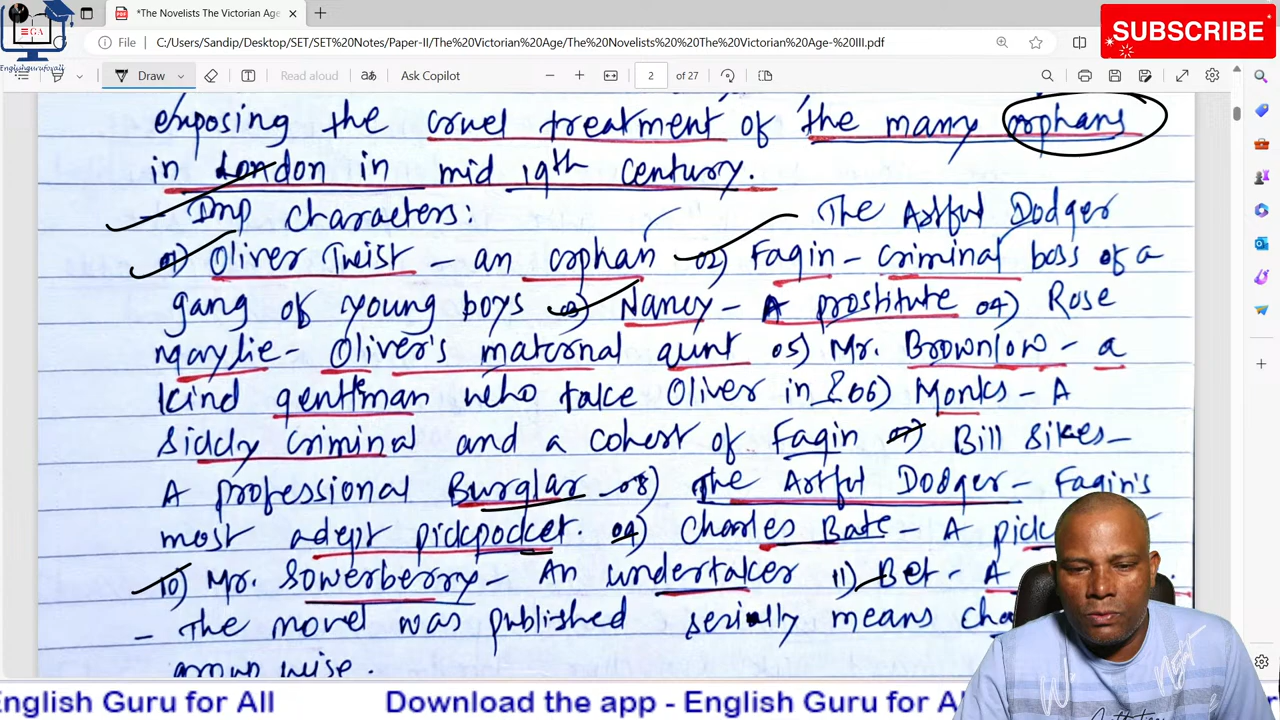 *The Novelists The Victorian Age
SUBSCRIBE
EGA
Englishguruforall
File
C:/Users/Sandip/Desktop/SET/SET%20Notes/Paper-II/The%20Victorian%20Age/The%20Novelists%20%20The%20Victorian%20Age-%20III.pdf
Draw
Read aloud
Ask Copilot
2
of 27
exposing the cruel treatment of the many orphans
in London in mid 19th century.
- Imp characters: The Artful Dodger
01) Oliver Twist - an orphan 02) Fagin - criminal boss of a
gang of young boys 03) Nancy - A prostitute 04) Rose
Maylie - Oliver's maternal aunt 05) Mr. Brownlow - a
kind gentman who take Oliver in 06) Monks - A
sickly criminal and a cohert of Fagin 07) Bill Sikes -
A professional Burglar 08) The Artful Dodger - Fagin's
most adept pickpocket. 09) Charles Bate - A pick
10) Mr. Sowerberry - An undertaker 11) Bet - A
- The novel was published serially means
wise.
English Guru for All
Download the app - English Guru for A